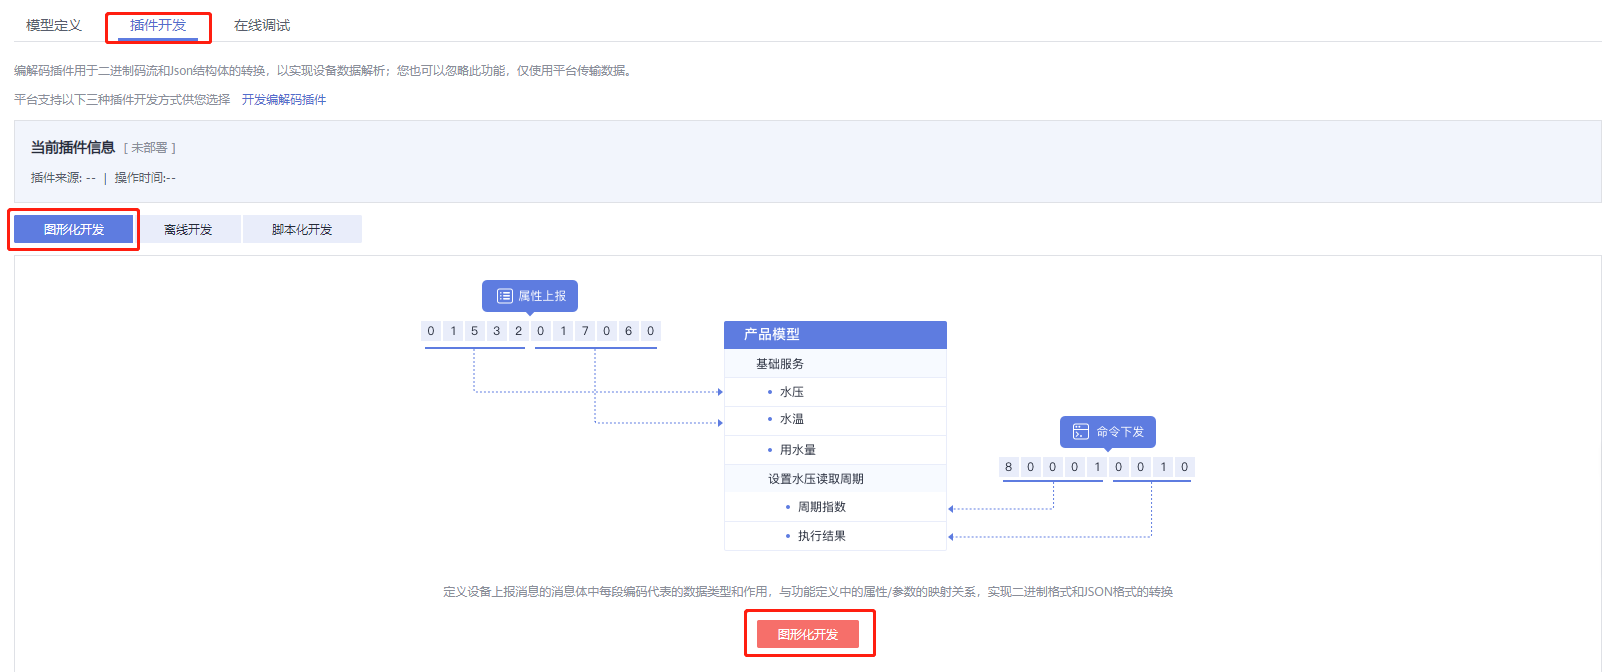 模型定义 插件开发 在线调试
编解码插件用于二进制码流和Json结构体的转换，以实现设备数据解析；您也可以忽略此功能，仅使用平台传输数据。
平台支持以下三种插件开发方式供您选择 开发编解码插件
当前插件信息 [ 未部署 ]
插件来源: -- | 操作时间:--
图形化开发 离线开发 脚本化开发
属性上报
0 1 5 3 2 0 1 7 0 6 0
产品模型
基础服务
• 水压
• 水温
• 用水量
设置水压读取周期
• 周期指数
• 执行结果
命令下发
8 0 0 0 1 0 0 1 0
定义设备上报消息的消息体中每段编码代表的数据类型和作用，与功能定义中的属性/参数的映射关系，实现二进制格式和JSON格式的转换
图形化开发